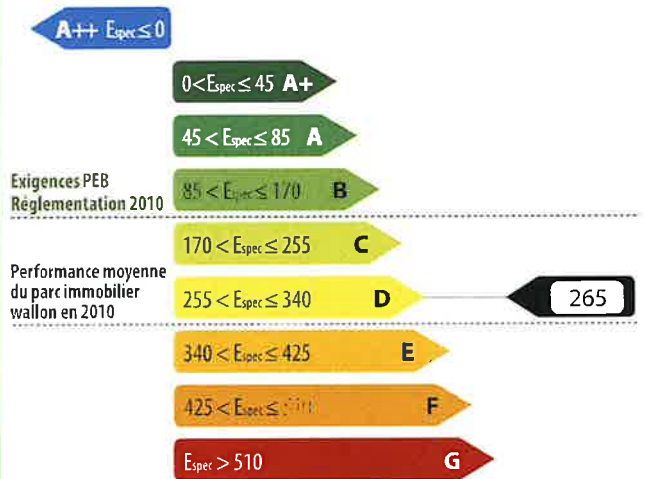 A++ Espec ≤ 0
0 < Espec ≤ 45 A+
45 < Espec ≤ 85 A
Exigences PEB
Réglementation 2010
85 < Espec ≤ 170 B
170 < Espec ≤ 255 C
Performance moyenne
du parc immobilier
wallon en 2010
255 < Espec ≤ 340 D
265
340 < Espec ≤ 425 E
425 < Espec ≤ F
Espec > 510 G